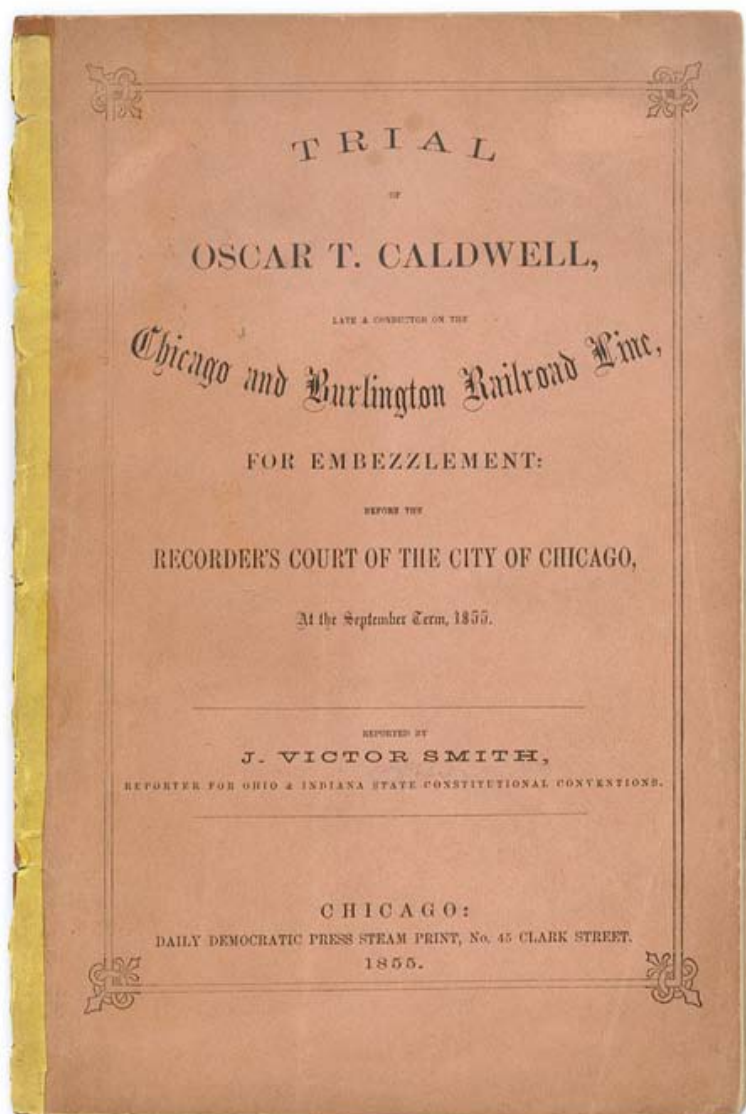 TRIAL
OF
OSCAR T. CALDWELL,
LATE A CONDUCTOR ON THE
Chicago and Burlington Railroad Line,
FOR EMBEZZLEMENT:
BEFORE THE
RECORDER'S COURT OF THE CITY OF CHICAGO,
At the September Term, 1855.
REPORTED BY
J. VICTOR SMITH,
REPORTER FOR OHIO & INDIANA STATE CONSTITUTIONAL CONVENTIONS.
CHICAGO:
DAILY DEMOCRATIC PRESS STEAM PRINT, No. 45 CLARK STREET.
1855.